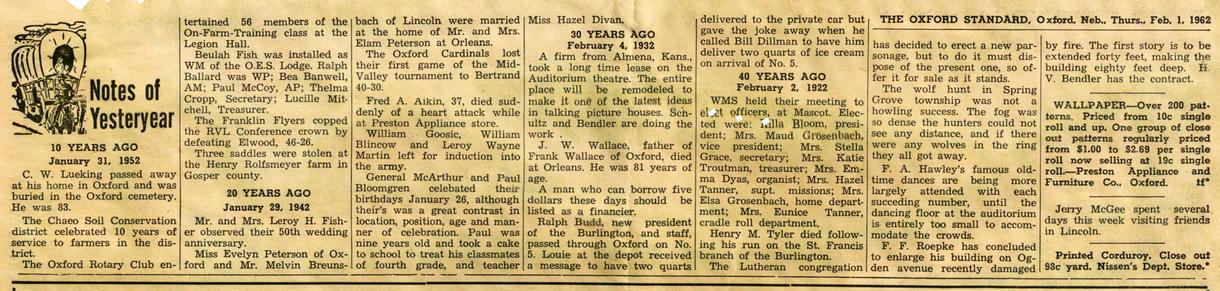 Notes of
Yesteryear
10 YEARS AGO
January 31, 1952
C. W. Lueking passed away
at his home in Oxford and was
buried in the Oxford cemetery.
He was 83.
The Chaeo Soil Conservation
district celebrated 10 years of
service to farmers in the dis-
trict.
The Oxford Rotary Club en-
tertained 56 members of the
On-Farm-Training class at the
Legion Hall.
Beulah Fish was installed as
WM of the O.E.S. Lodge. Ralph
Ballard was WP; Bea Banwell,
AM; Paul McCoy, AP; Thelma
Cropp, Secretary; Lucille Mit-
chell, Treasurer.
The Franklin Flyers copped
the RVL Conference crown by
defeating Elwood, 46-26.
Three saddles were stolen at
the Henry Rolfsmeyer farm in
Gosper county.
20 YEARS AGO
January 29, 1942
Mr. and Mrs. Leroy H. Fish-
er observed their 50th wedding
anniversary.
Miss Evelyn Peterson of Ox-
ford and Mr. Melvin Breuns-
bach of Lincoln were married
at the home of Mr. and Mrs.
Elam Peterson at Orleans.
The Oxford Cardinals lost
their first game of the Mid-
Valley tournament to Bertrand
40-31.
Fred A. Aikin, 37, died sud-
denly of a heart attack while
at Preston Appliance store.
William Goosic, William
Blincow and Leroy Wayne
Martin left for induction into
the army.
General McArthur and Paul
Bloomgren celebated their
birthdays January 26, although
their's was a great contrast in
location, position, age and man-
ner of celebration. Paul was
nine years old and took a cake
to school to treat his classmates
of fourth grade, and teacher
Miss Hazel Divan.
30 YEARS AGO
February 4, 1932
A firm from Almena, Kans.,
took a long time lease on the
Auditorium theatre. The entire
place will be remodeled to
make it one of the latest ideas
in talking picture houses. Sch-
ultz and Bendler are doing the
work .
J. W. Wallace, father of
Frank Wallace of Oxford, died
at Orleans. He was 81 years of
age.
A man who can borrow five
dollars these days should be
listed as a financier.
Ralph Budd, new president
of the Burlington, and staff,
passed through Oxford on No.
5. Louie at the depot received
a message to have two quarts
delivered to the private car but
gave the joke away when he
called Bill Dillman to have him
deliver two quarts of ice cream
on arrival of No. 5.
40 YEARS AGO
February 2, 1922
WMS held their meeting to
elect officers, at Mascot. Elec-
ted were: Bloom, presi-
dent; Mrs. Maud Grosenbach,
vice president; Mrs. Stella
Grace, secretary; Mrs. Katie
Troutman, treasurer; Mrs. Em-
ma Dyas, organist; Mrs. Hazel
Tanner, supt. missions; Mrs.
Elsa Grosenbach, home depart-
ment; Mrs. Eunice Tanner,
cradle roll department.
Henry M. Tyler died follow-
ing his run on the St. Francis
branch of the Burlington.
The Lutheran congregation
THE OXFORD STANDARD, Oxford, Neb., Thurs., Feb. 1, 1962
has decided to erect a new par-
sonage, but to do it must dis-
pose of the present one, so of-
fer it for sale as it stands.
The wolf hunt in Spring
Grove township was not a
howling success. The fog was
so dense the hunters could not
see any distance, and if there
were any wolves in the ring
they all got away.
F. A. Hawley's famous old-
time dances are being more
largely attended with each
succeeding number, until the
dancing floor at the auditorium
is entirely too small to accom-
modate the crowds.
F. F. Roepke has concluded
to enlarge his building on Og-
den avenue recently damaged
by fire. The first story is to be
extended forty feet, making the
building eighty feet deep. H.
V. Bendler has the contract.
WALLPAPER—Over 200 pat-
terns. Priced from 10c single
roll and up. One group of close
out patterns regularly priced
from $1.00 to $2.69 per single
roll now selling at 19c single
roll.—Preston Appliance and
Furniture Co., Oxford. tf*
Jerry McGee spent several
days this week visiting friends
in Lincoln.
Printed Corduroy. Close out
93c yard. Nissen's Dept. Store.*